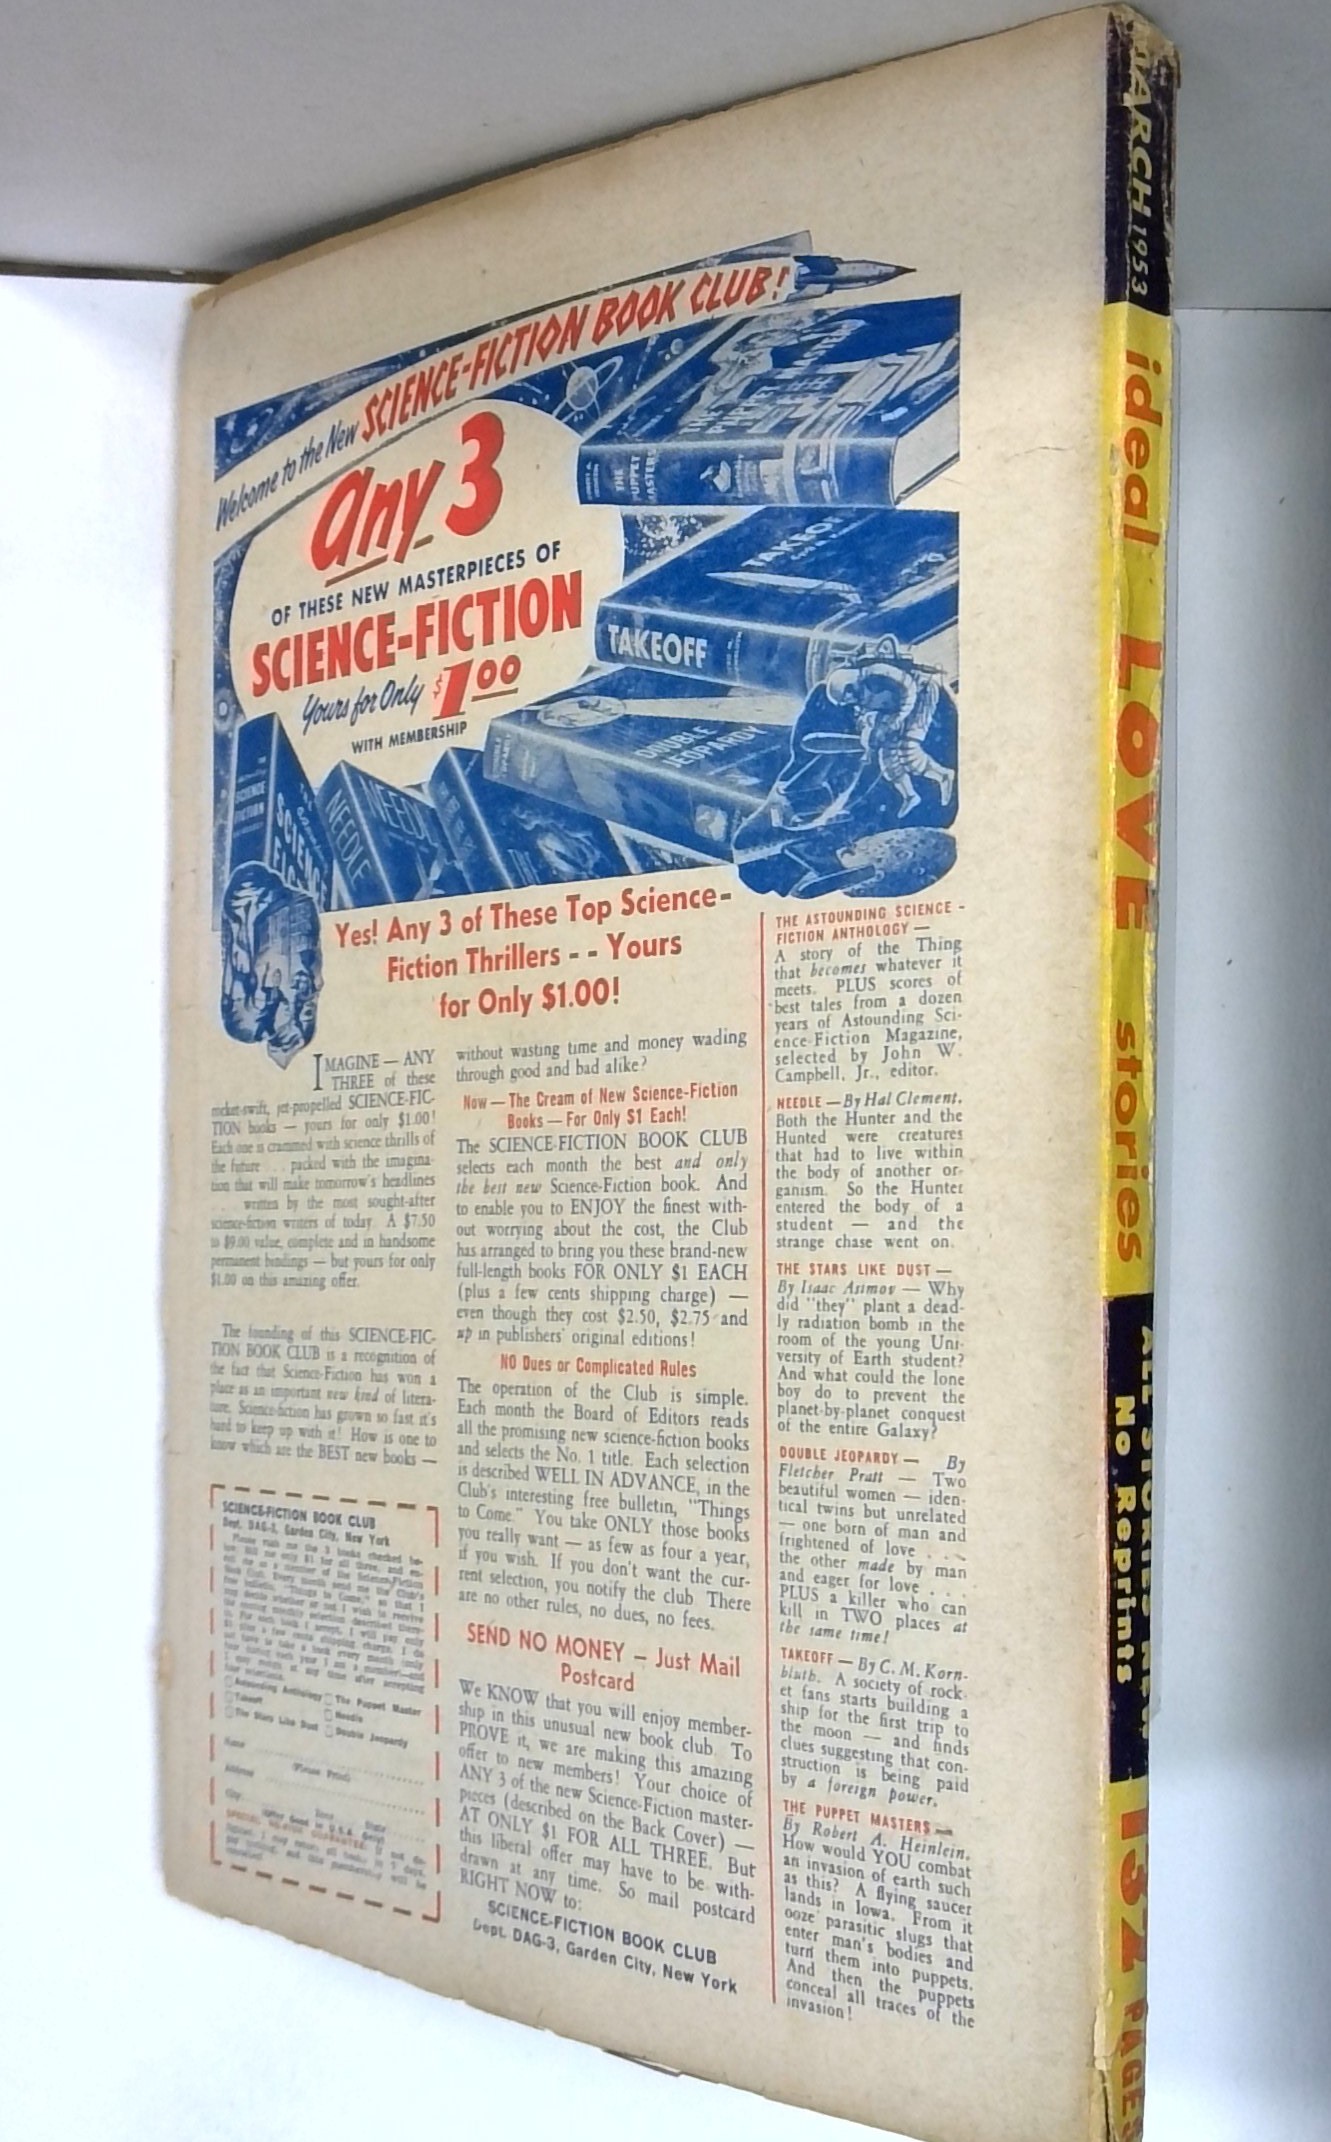 Welcome to the New SCIENCE-FICTION BOOK CLUB!
any 3
OF THESE NEW MASTERPIECES OF
SCIENCE-FICTION
Yours for Only $1.00
WITH MEMBERSHIP
THE PUPPET MASTERS
THE
PUPPET
MASTERS
TAKEOFF
TAKEOFF
DOUBLE
JEOPARDY
SCIENCE
FICTION
SCIENCE
NEEDLE
NEEDLE
Yes! Any 3 of These Top Science-
Fiction Thrillers - - Yours
for Only $1.00!
IMAGINE — ANY
THREE of these
rocket-swift, jet-propelled SCIENCE-FIC-
TION books — yours for only $1.00!
Each one is crammed with science thrills of
the future . . . packed with the imagina-
tion that will make tomorrow's headlines
. . . written by the most sought-after
science-fiction writers of today. A $7.50
to $9.00 value, complete and in handsome
permanent bindings — but yours for only
$1.00 on this amazing offer.
The founding of this SCIENCE-FIC-
TION BOOK CLUB is a recognition of
the fact that Science-Fiction has won a
place as an important new kind of litera-
ture. Science-fiction has grown so fast it's
hard to keep up with it! How is one to
know which are the BEST new books —
without wasting time and money wading
through good and bad alike?
Now — The Cream of New Science-Fiction
Books — For Only $1 Each!
The SCIENCE-FICTION BOOK CLUB
selects each month the best and only
the best new Science-Fiction book. And
to enable you to ENJOY the finest with-
out worrying about the cost, the Club
has arranged to bring you these brand-new
full-length books FOR ONLY $1 EACH
(plus a few cents shipping charge) —
even though they cost $2.50, $2.75 and
up in publishers' original editions!
NO Dues or Complicated Rules
The operation of the Club is simple.
Each month the Board of Editors reads
all the promising new science-fiction books
and selects the No. 1 title. Each selection
is described WELL IN ADVANCE, in the
Club's interesting free bulletin, "Things
to Come." You take ONLY those books
you really want — as few as four a year,
if you wish. If you don't want the cur-
rent selection, you notify the club. There
are no other rules, no dues, no fees.
SEND NO MONEY — Just Mail
Postcard
We KNOW that you will enjoy member-
ship in this unusual new book club. To
PROVE it, we are making this amazing
offer to new members! Your choice of
ANY 3 of the new Science-Fiction master-
pieces (described on the Back Cover) —
AT ONLY $1 FOR ALL THREE. But
this liberal offer may have to be with-
drawn at any time. So mail postcard
RIGHT NOW to:
SCIENCE-FICTION BOOK CLUB
Dept. DAG-3, Garden City, New York
THE ASTOUNDING SCIENCE-
FICTION ANTHOLOGY —
A story of the Thing
that becomes whatever it
meets. PLUS scores of
best tales from a dozen
years of Astounding Sci-
ence-Fiction Magazine,
selected by John W.
Campbell, Jr., editor.
NEEDLE — By Hal Clement.
Both the Hunter and the
Hunted were creatures
that had to live within
the body of another or-
ganism. So the Hunter
entered the body of a
student — and the
strange chase went on.
THE STARS LIKE DUST —
By Isaac Asimov — Why
did "they" plant a dead-
ly radiation bomb in the
room of the young Uni-
versity of Earth student?
And what could the lone
boy do to prevent the
planet-by-planet conquest
of the entire Galaxy?
DOUBLE JEOPARDY — By
Fletcher Pratt — Two
beautiful women — iden-
tical twins but unrelated
— one born of man and
frightened of love . . . .
the other made by man
and eager for love . . . .
PLUS a killer who can
kill in TWO places at
the same time!
TAKEOFF — By C. M. Korn-
bluth. A society of rock-
et fans starts building a
ship for the first trip to
the moon — and finds
clues suggesting that con-
struction is being paid
by a foreign power.
THE PUPPET MASTERS —
By Robert A. Heinlein.
How would YOU combat
an invasion of earth such
as this? A flying saucer
lands in Iowa. From it
ooze parasitic slugs that
enter man's bodies and
turn them into puppets.
And then the puppets
conceal all traces of the
invasion!
SCIENCE-FICTION BOOK CLUB
Dept. DAG-3, Garden City, New York
Please rush me the 3 books checked be-
Astounding Anthology The Puppet Master
Takeoff Needle
The Stars Like Dust Double Jeopardy
Name
(Please Print)
Address
City Zone State
MARCH 1953
ideal LOVE stories
ALL STORIES NEW
No Reprints
132 PAGES